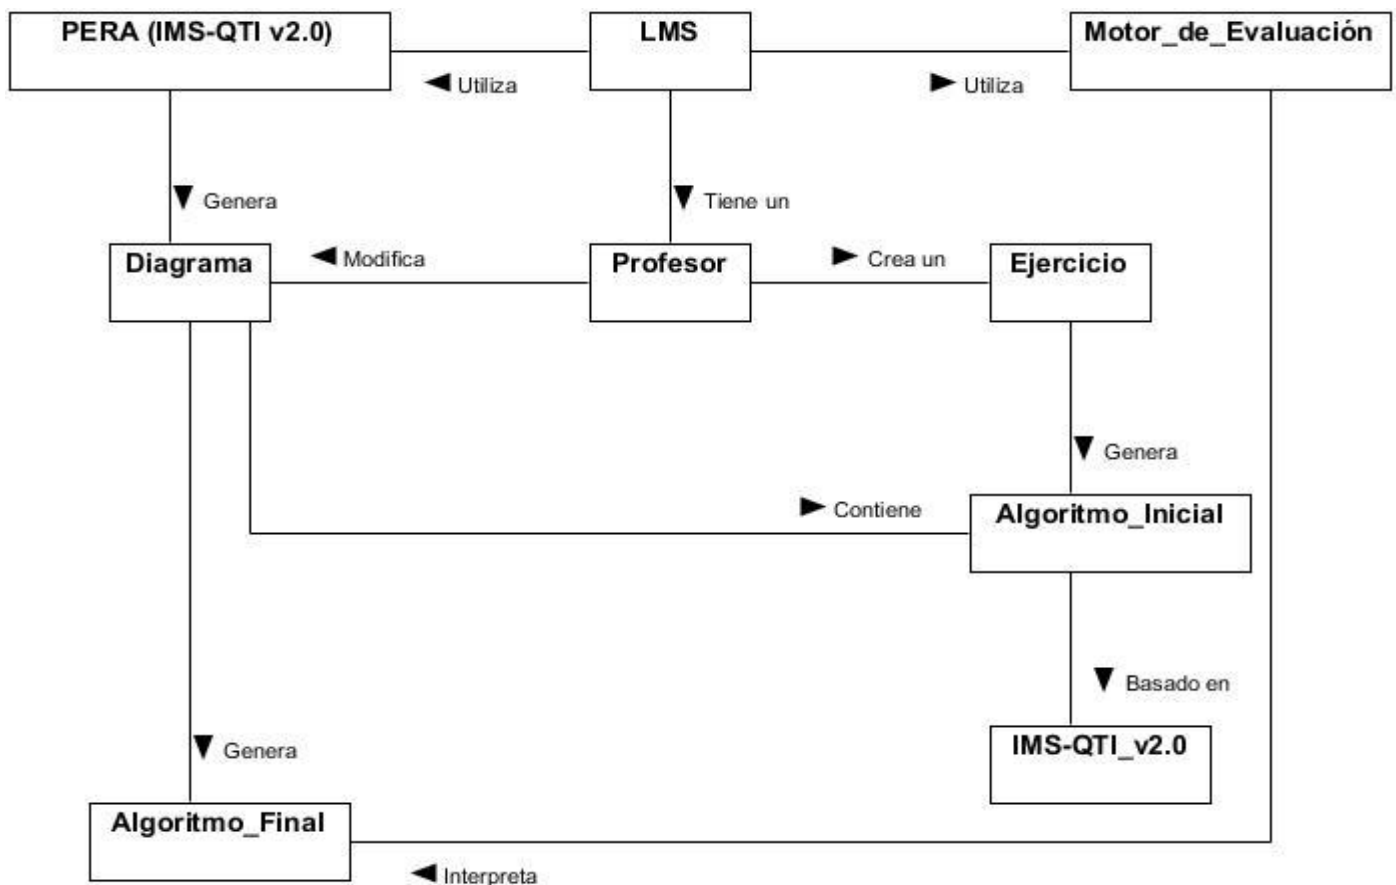 PERA (IMS-QTI v2.0)
LMS
Motor_de_Evaluación
Utiliza
Utiliza
Genera
Tiene un
Diagrama
Modifica
Profesor
Crea un
Ejercicio
Genera
Contiene
Algoritmo_Inicial
Basado en
IMS-QTI_v2.0
Genera
Algoritmo_Final
Interpreta